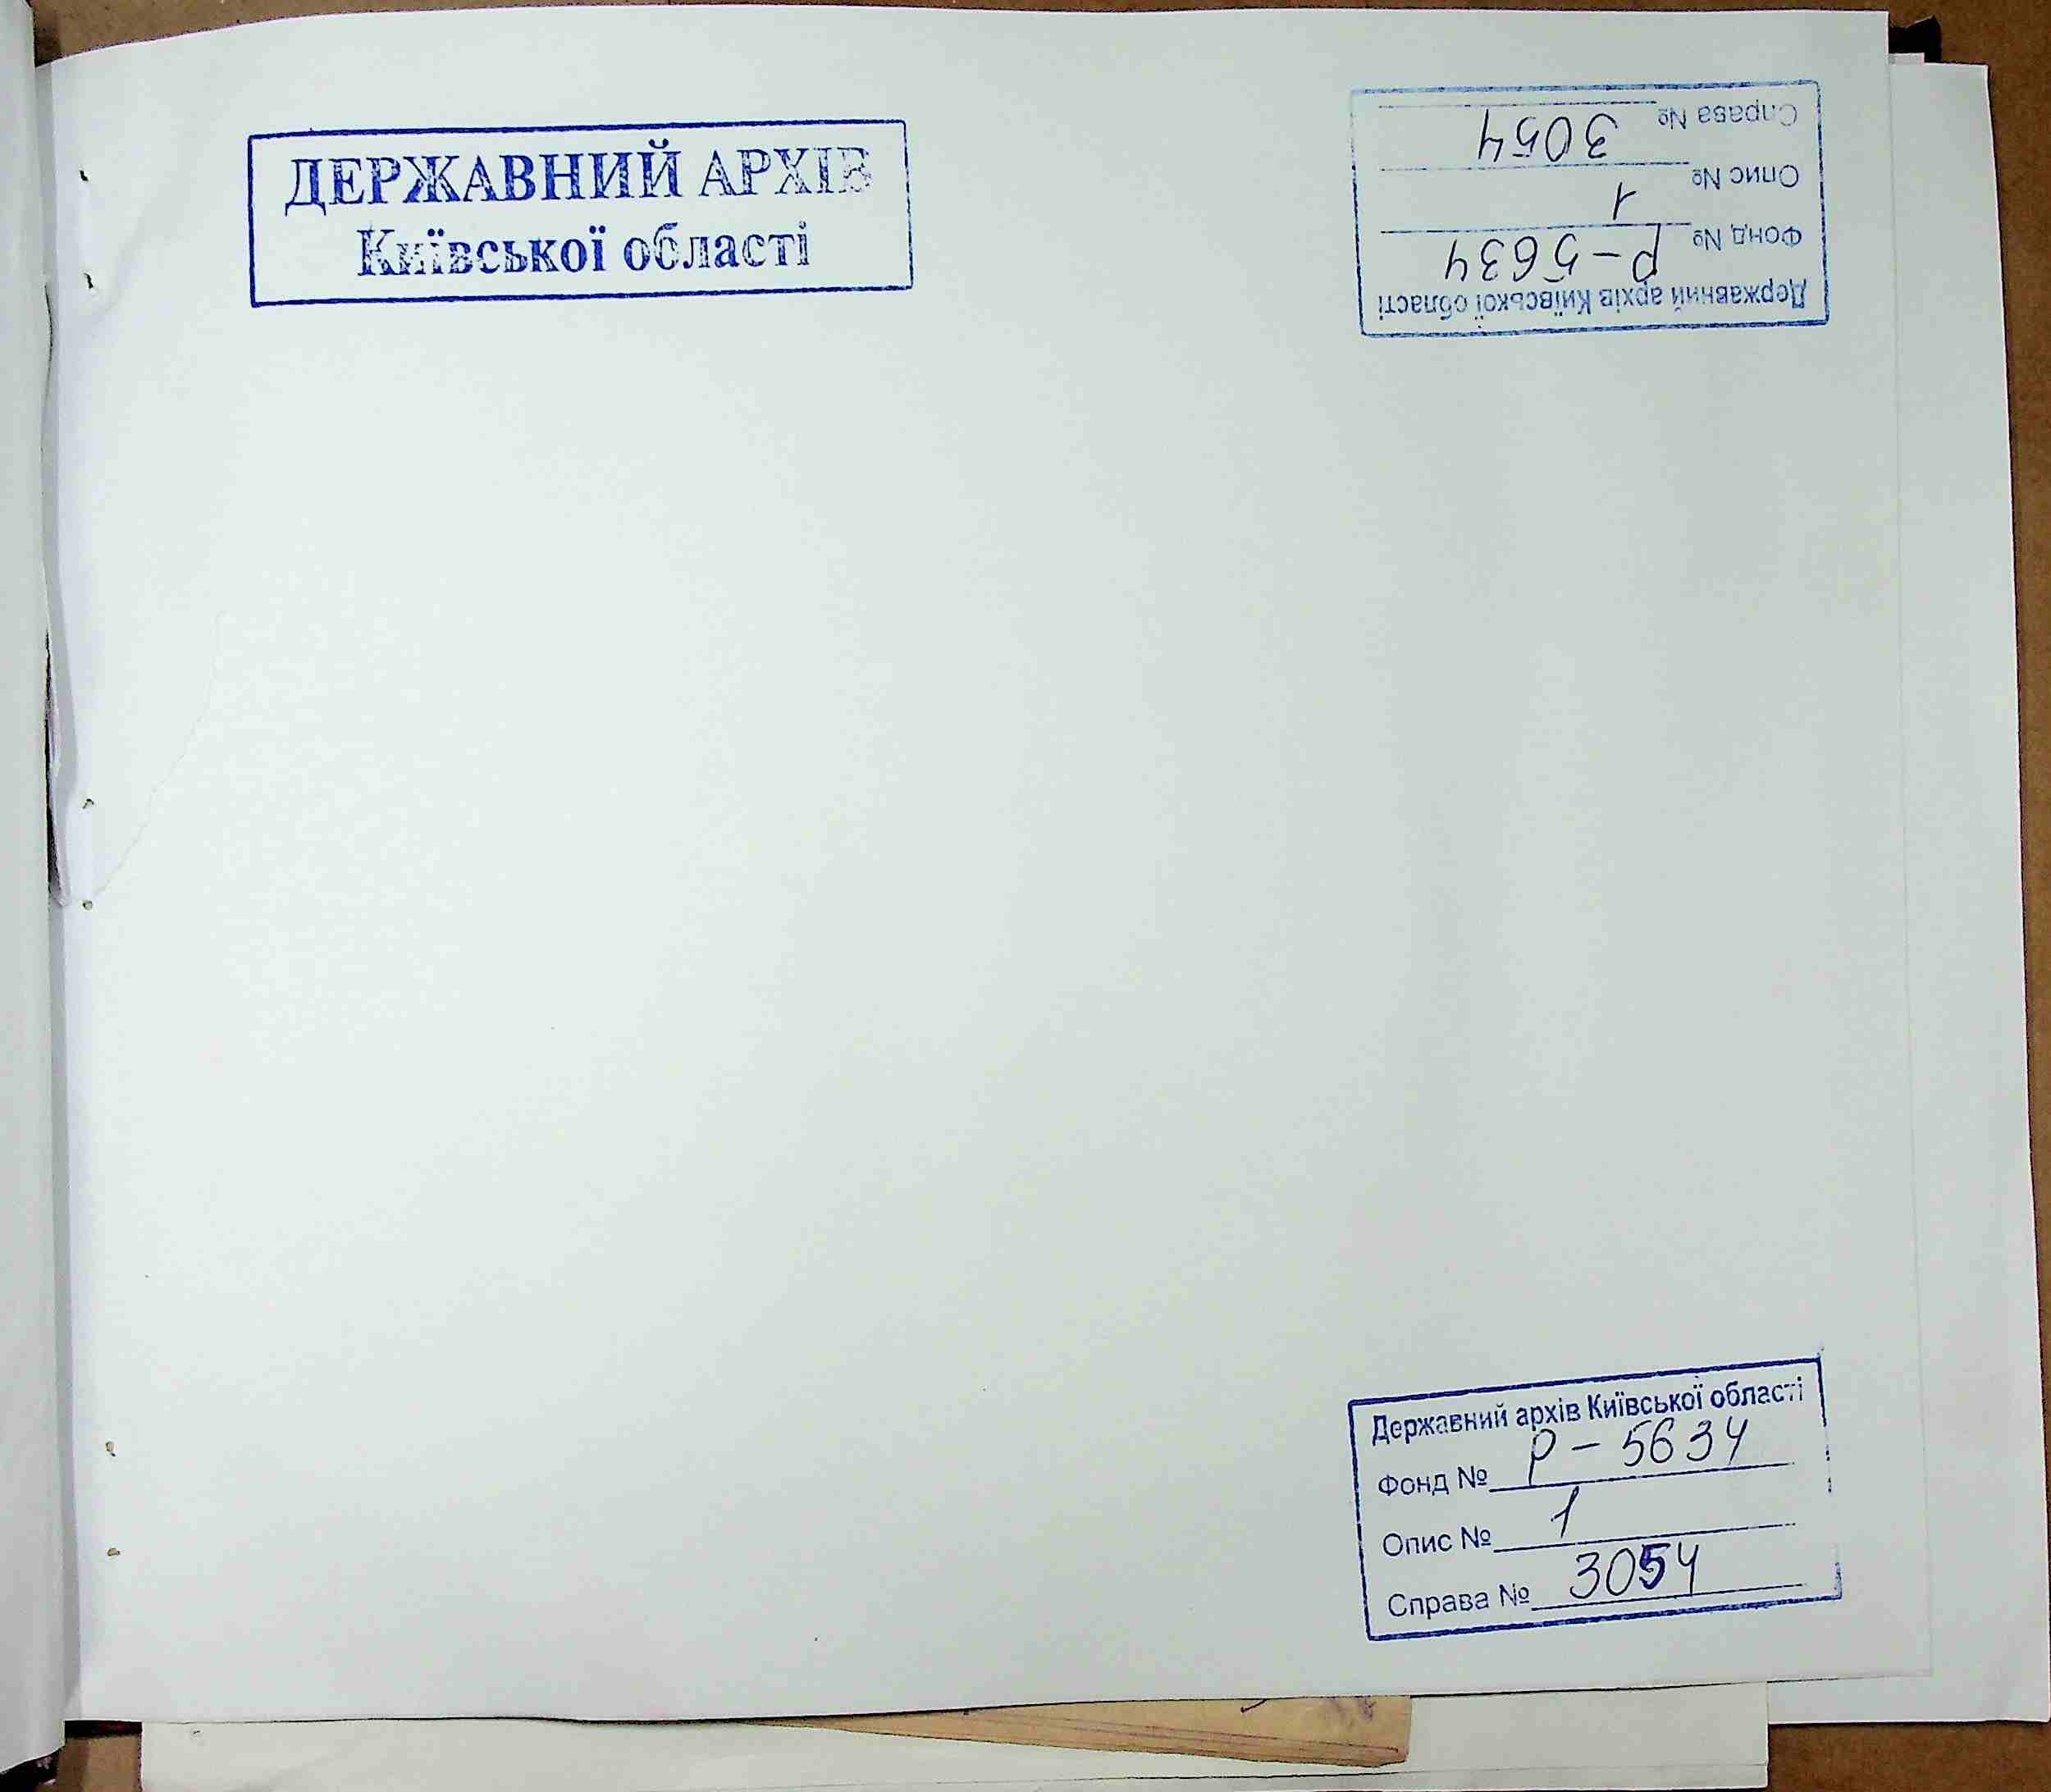 ДЕРЖАВНИЙ АРХІВ
Київської області
Державний архів Київської області
Фонд № Р-5634
Опис № 1
Справа № 3054
Державний архів Київської області
Фонд № Р-5634
Опис № 1
Справа № 3054